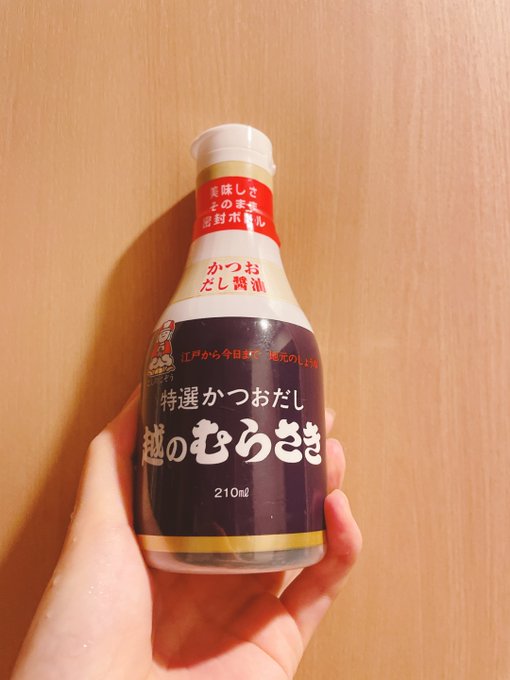 美味しさ
そのまま
密封ボトル
かつお
だし醤油
江戸から今日まで 地元のしょうゆ
特選かつおだし
越のむらさき
210ml